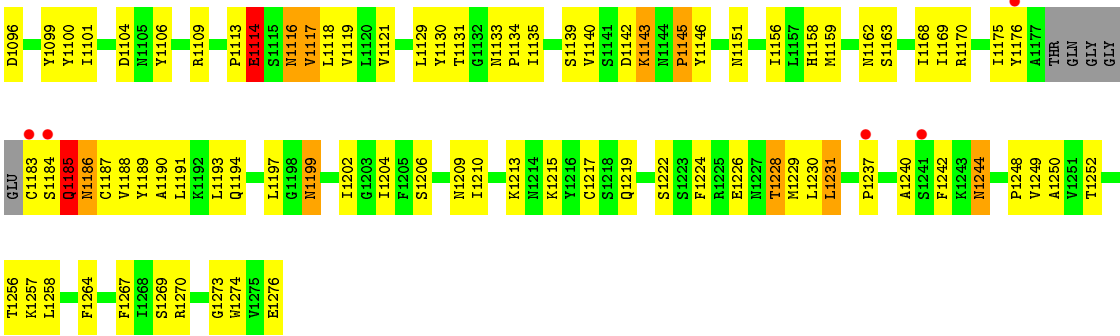 D1096 Y1099 Y1100 I1101 D1104 N1105 Y1106 R1109 P1113 E1114 S1115 N1116 V1117 L1118 V1119 L1120 V1121 L1129 Y1130 T1131 G1132 N1133 P1134 I1135 S1139 V1140 S1141 D1142 K1143 N1144 P1145 Y1146 N1151 I1156 L1157 H1158 M1159 N1162 S1163 I1168 I1169 R1170 I1175 Y1176 A1177 THR GLN GLY GLY
GLU C1183 S1184 Q1185 N1186 C1187 V1188 Y1189 A1190 L1191 K1192 L1193 Q1194 L1197 G1198 N1199 I1202 G1203 I1204 F1205 S1206 N1209 I1210 K1213 N1214 K1215 Y1216 C1217 S1218 Q1219 S1222 S1223 F1224 R1225 E1226 N1227 T1228 M1229 L1230 L1231 P1237 A1240 S1241 F1242 K1243 N1244 P1248 V1249 A1250 V1251 T1252
T1256 K1257 L1258 F1264 F1267 I1268 S1269 R1270 G1273 W1274 V1275 E1276